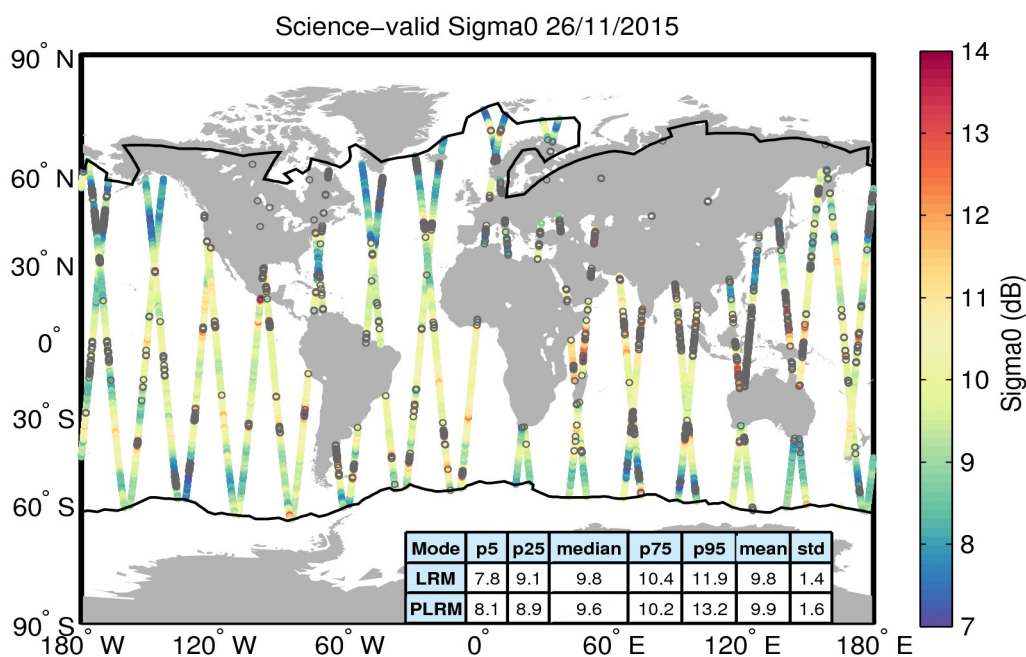 Science−valid Sigma0 26/11/2015
90° N
60° N
30° N
0°
30° S
60° S
90° S
180° W
120° W
60° W
0°
60° E
120° E
180° E
Mode p5 p25 median p75 p95 mean std
LRM 7.8 9.1 9.8 10.4 11.9 9.8 1.4
PLRM 8.1 8.9 9.6 10.2 13.2 9.9 1.6
14
13
12
11
10
9
8
7
Sigma0 (dB)